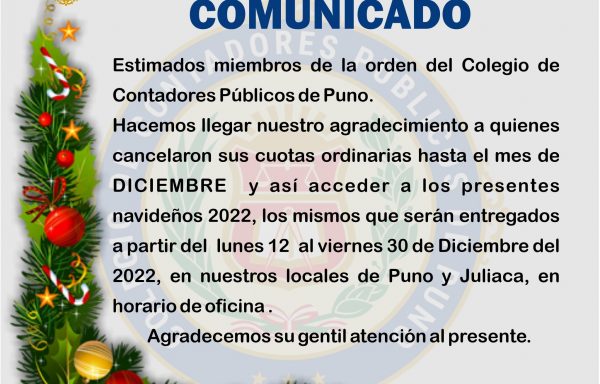 COMUNICADO
Estimados miembros de la orden del Colegio de
Contadores Públicos de Puno.
Hacemos llegar nuestro agradecimiento a quienes
cancelaron sus cuotas ordinarias hasta el mes de
DICIEMBRE y así acceder a los presentes
navideños 2022, los mismos que serán entregados
a partir del lunes 12 al viernes 30 de Diciembre del
2022, en nuestros locales de Puno y Juliaca, en
horario de oficina .
Agradecemos su gentil atención al presente.